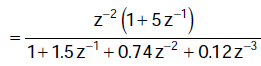 = z⁻² (1+5z⁻¹)
1+1.5z⁻¹ +0.74z⁻² +0.12z⁻³